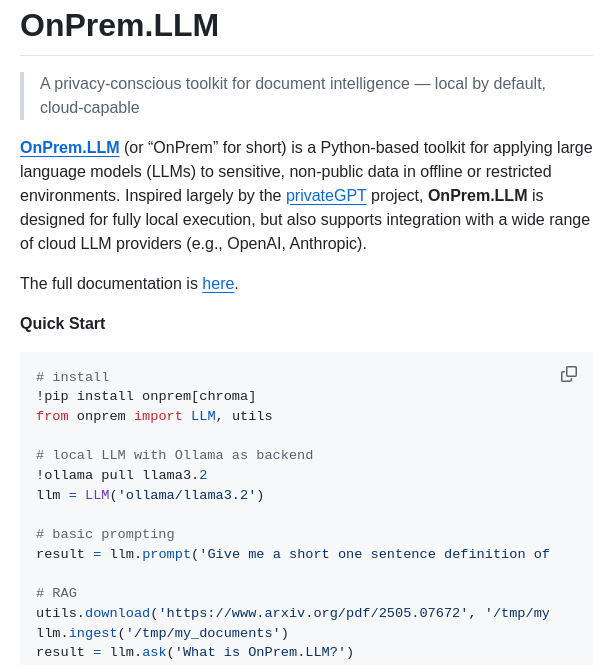 OnPrem.LLM
A privacy-conscious toolkit for document intelligence — local by default,
cloud-capable
OnPrem.LLM (or “OnPrem” for short) is a Python-based toolkit for applying large
language models (LLMs) to sensitive, non-public data in offline or restricted
environments. Inspired largely by the privateGPT project, OnPrem.LLM is
designed for fully local execution, but also supports integration with a wide range
of cloud LLM providers (e.g., OpenAI, Anthropic).
The full documentation is here.
Quick Start
# install
!pip install onprem[chroma]
from onprem import LLM, utils
# local LLM with Ollama as backend
!ollama pull llama3.2
llm = LLM('ollama/llama3.2')
# basic prompting
result = llm.prompt('Give me a short one sentence definition of
# RAG
utils.download('https://www.arxiv.org/pdf/2505.07672', '/tmp/my
llm.ingest('/tmp/my_documents')
result = llm.ask('What is OnPrem.LLM?')